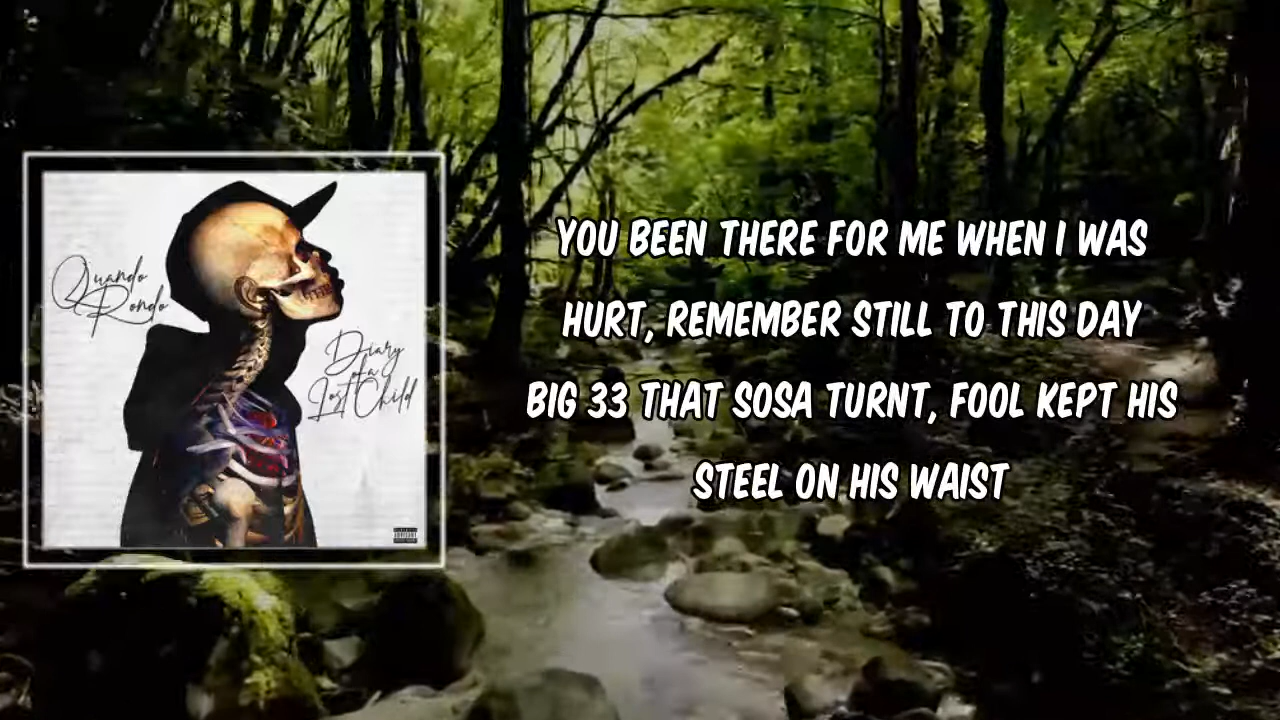 Quando
Rondo
Diary
of a
Lost Child
YOU BEEN THERE FOR ME WHEN I WAS
HURT, REMEMBER STILL TO THIS DAY
BIG 33 THAT SOSA TURNT, FOOL KEPT HIS
STEEL ON HIS WAIST